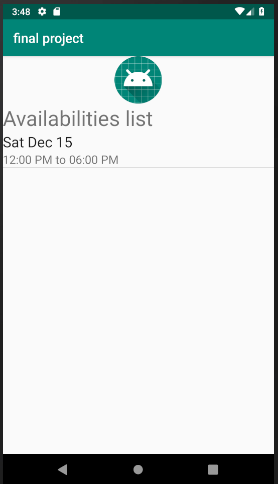 3:48
final project
Availabilities list
Sat Dec 15
12:00 PM to 06:00 PM